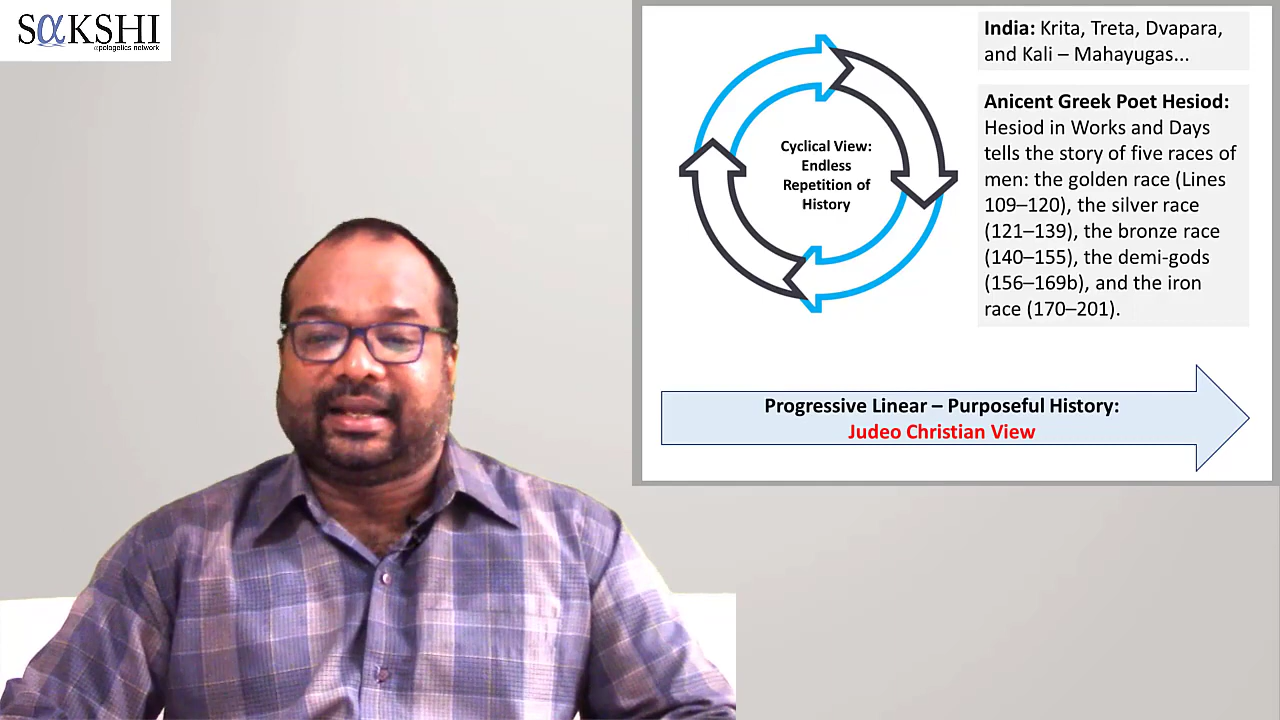 SαKSHI
αpologetics network
India: Krita, Treta, Dvapara,
and Kali – Mahayugas...
Anicent Greek Poet Hesiod:
Hesiod in Works and Days
tells the story of five races of
men: the golden race (Lines
109–120), the silver race
(121–139), the bronze race
(140–155), the demi-gods
(156–169b), and the iron
race (170–201).
Cyclical View:
Endless
Repetition of
History
Progressive Linear – Purposeful History:
Judeo Christian View